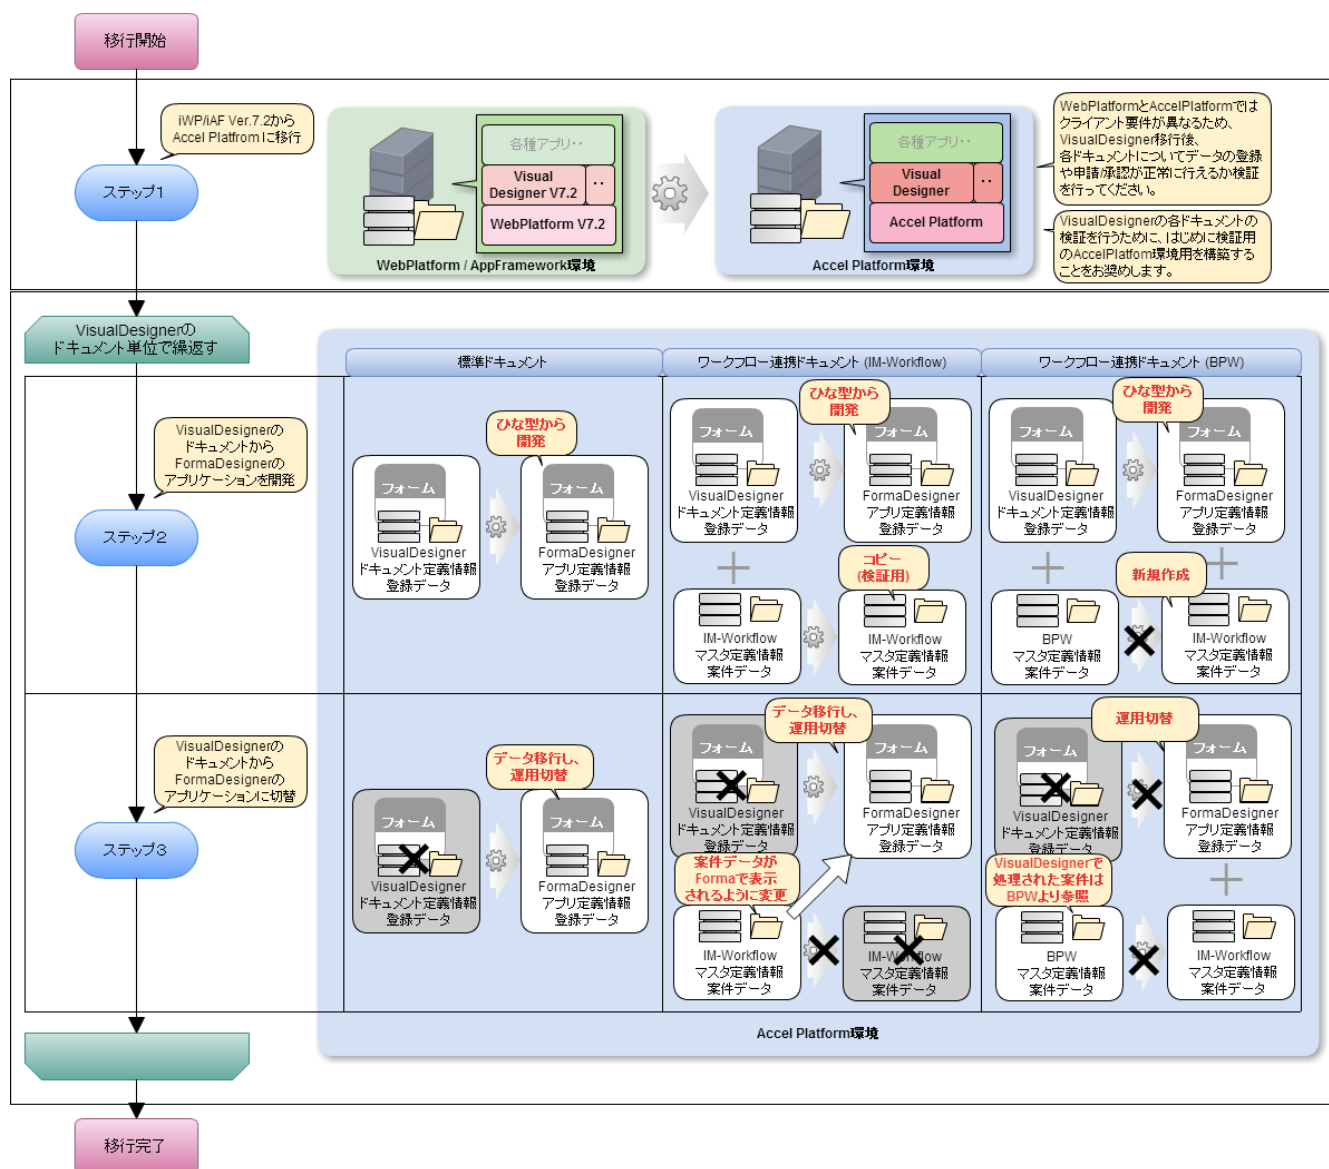 移行開始
iWP/iAF Ver.7.2から
Accel Platfromに移行
ステップ1
各種アプリ‥
Visual
Designer V7.2
‥
WebPlatform V7.2
WebPlatform / AppFramework環境
各種アプリ‥
Visual
Designer
‥
Accel Platform
Accel Platform環境
WebPlatformとAccelPlatformでは
クライアント要件が異なるため、
VisualDesigner移行後、
各ドキュメントについてデータの登録
や申請/承認が正常に行えるか検証
を行ってください。
VisualDesignerの各ドキュメントの
検証を行うために、はじめに検証用
のAccelPlatfom環境用を構築する
ことをお奨めします。
VisualDesignerの
ドキュメント単位で繰返す
標準ドキュメント
ワークフロー連携ドキュメント (IM-Workflow)
ワークフロー連携ドキュメント (BPW)
VisualDesignerの
ドキュメントから
FormaDesignerの
アプリケーションを開発
ステップ2
ひな型から
開発
フォーム
VisualDesigner
ドキュメント定義情報
登録データ
フォーム
FormaDesigner
アプリ定義情報
登録データ
ひな型から
開発
フォーム
VisualDesigner
ドキュメント定義情報
登録データ
フォーム
FormaDesigner
アプリ定義情報
登録データ
コピー
(検証用)
IM-Workflow
マスタ定義情報
案件データ
IM-Workflow
マスタ定義情報
案件データ
ひな型から
開発
フォーム
VisualDesigner
ドキュメント定義情報
登録データ
フォーム
FormaDesigner
アプリ定義情報
登録データ
新規作成
BPW
マスタ定義情報
案件データ
IM-Workflow
マスタ定義情報
案件データ
VisualDesignerの
ドキュメントから
FormaDesignerの
アプリケーションに切替
ステップ3
データ移行し、
運用切替
フォーム
VisualDesigner
ドキュメント定義情報
登録データ
フォーム
FormaDesigner
アプリ定義情報
登録データ
データ移行し、
運用切替
フォーム
VisualDesigner
ドキュメント定義情報
登録データ
フォーム
FormaDesigner
アプリ定義情報
登録データ
案件データが
Formaで表示
されるように変更
IM-Workflow
マスタ定義情報
案件データ
IM-Workflow
マスタ定義情報
案件データ
運用切替
フォーム
VisualDesigner
ドキュメント定義情報
登録データ
フォーム
FormaDesigner
アプリ定義情報
登録データ
VisualDesignerで
処理された案件は
BPWより参照
BPW
マスタ定義情報
案件データ
IM-Workflow
マスタ定義情報
案件データ
Accel Platform環境
移行完了